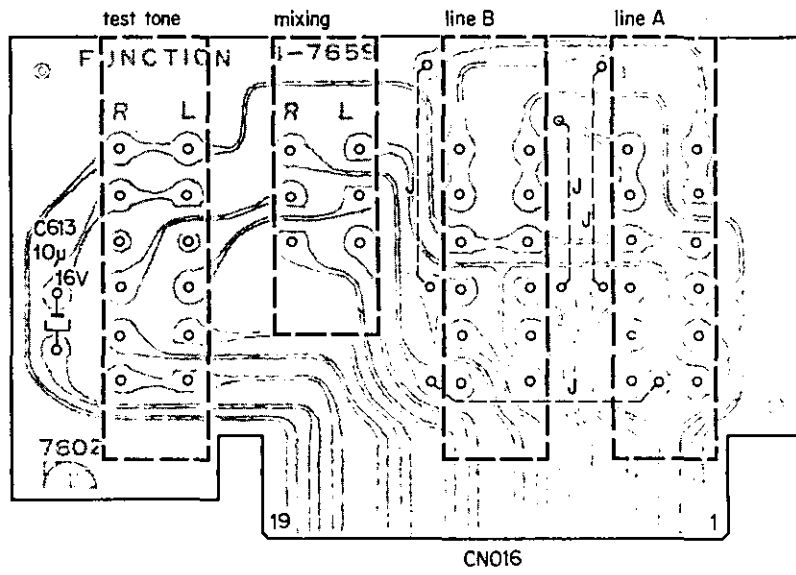 test tone mixing line B line A
FUNCTION 1-7659
R L R L
C613
10μ
16V
J J J
J
7602
19 1
CN016